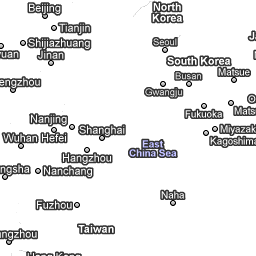 Beijing
North
Korea
Tianjin
Shijiazhuang
Seoul
Jinan
South Korea
Busan
Matsue
Gwangju
Fukuoka
Nanjing
Shanghai
Wuhan Hefei
Miyazak
Kagoshima
East
China Sea
Hangzhou
Nanchang
Naha
Fuzhou
Taiwan